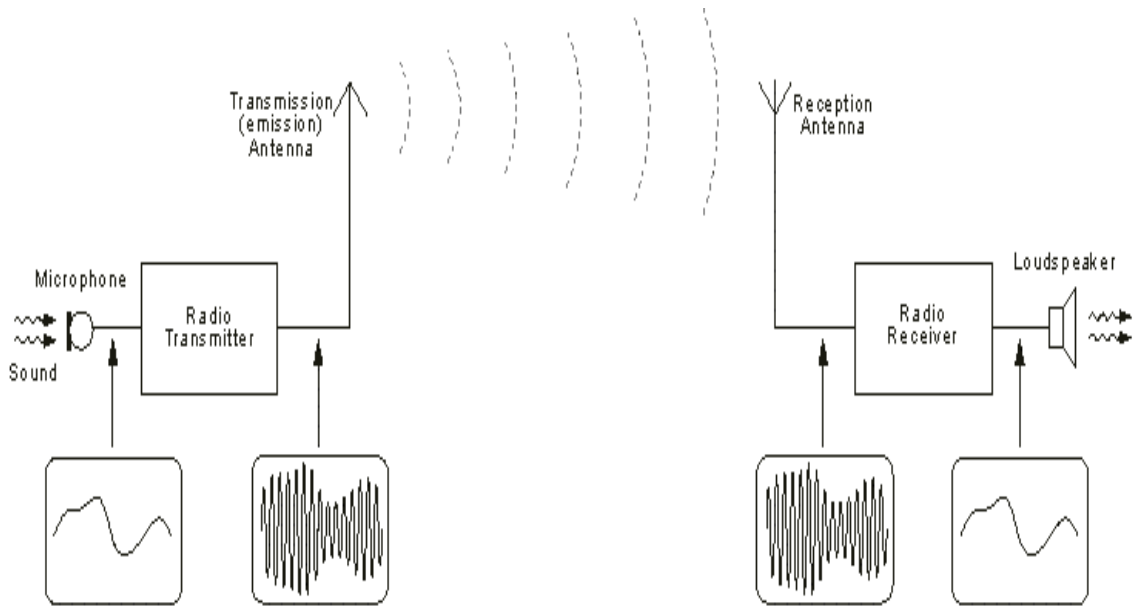 Transmission
(emission)
Antenna
Reception
Antenna
Microphone
Radio
Transmitter
Sound
Radio
Receiver
Loudspeaker